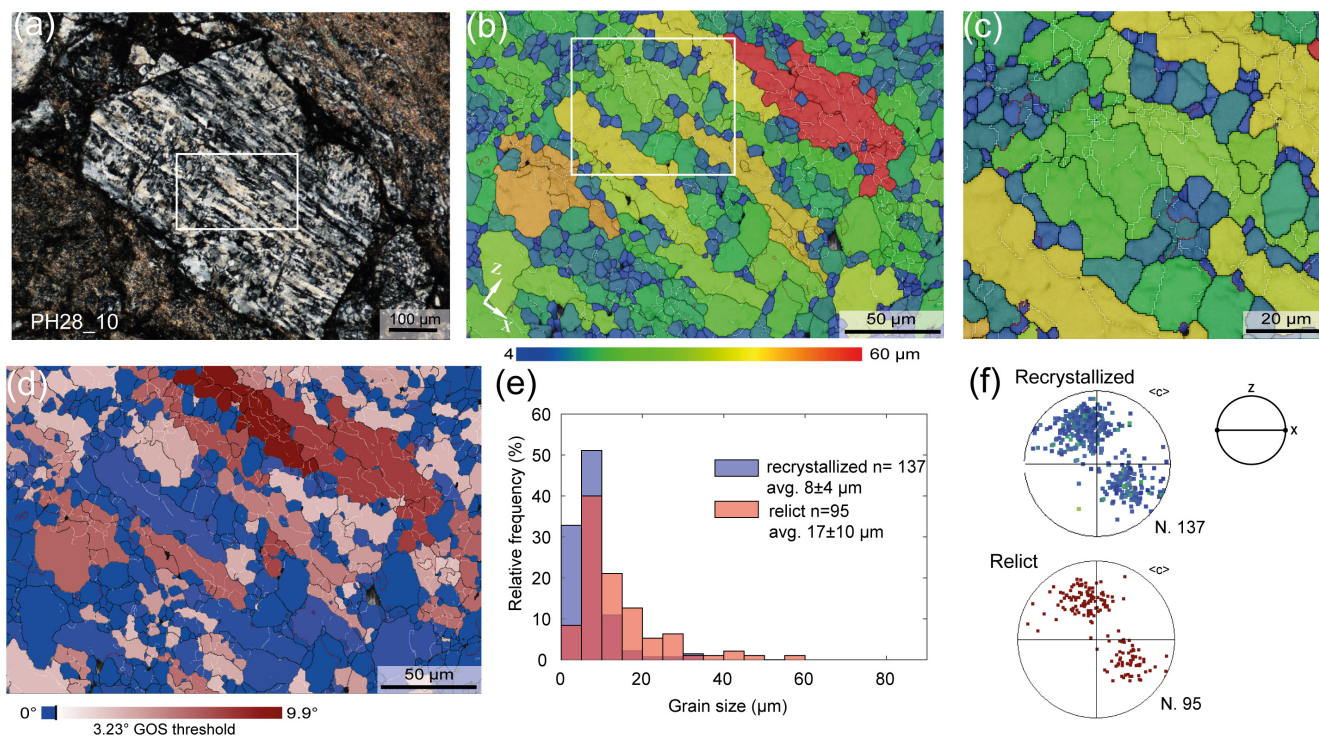 (a)
PH28_10
100 µm
(b)
z
x
50 µm
4
60 µm
(c)
20 µm
(d)
50 µm
0°
9.9°
3.23° GOS threshold
(e)
Relative frequency (%)
60
50
40
30
20
10
0
0
20
40
60
80
Grain size (µm)
recrystallized n= 137
avg. 8±4 µm
relict n=95
avg. 17±10 µm
(f)
Recrystallized
<c>
N. 137
z
x
Relict
<c>
N. 95